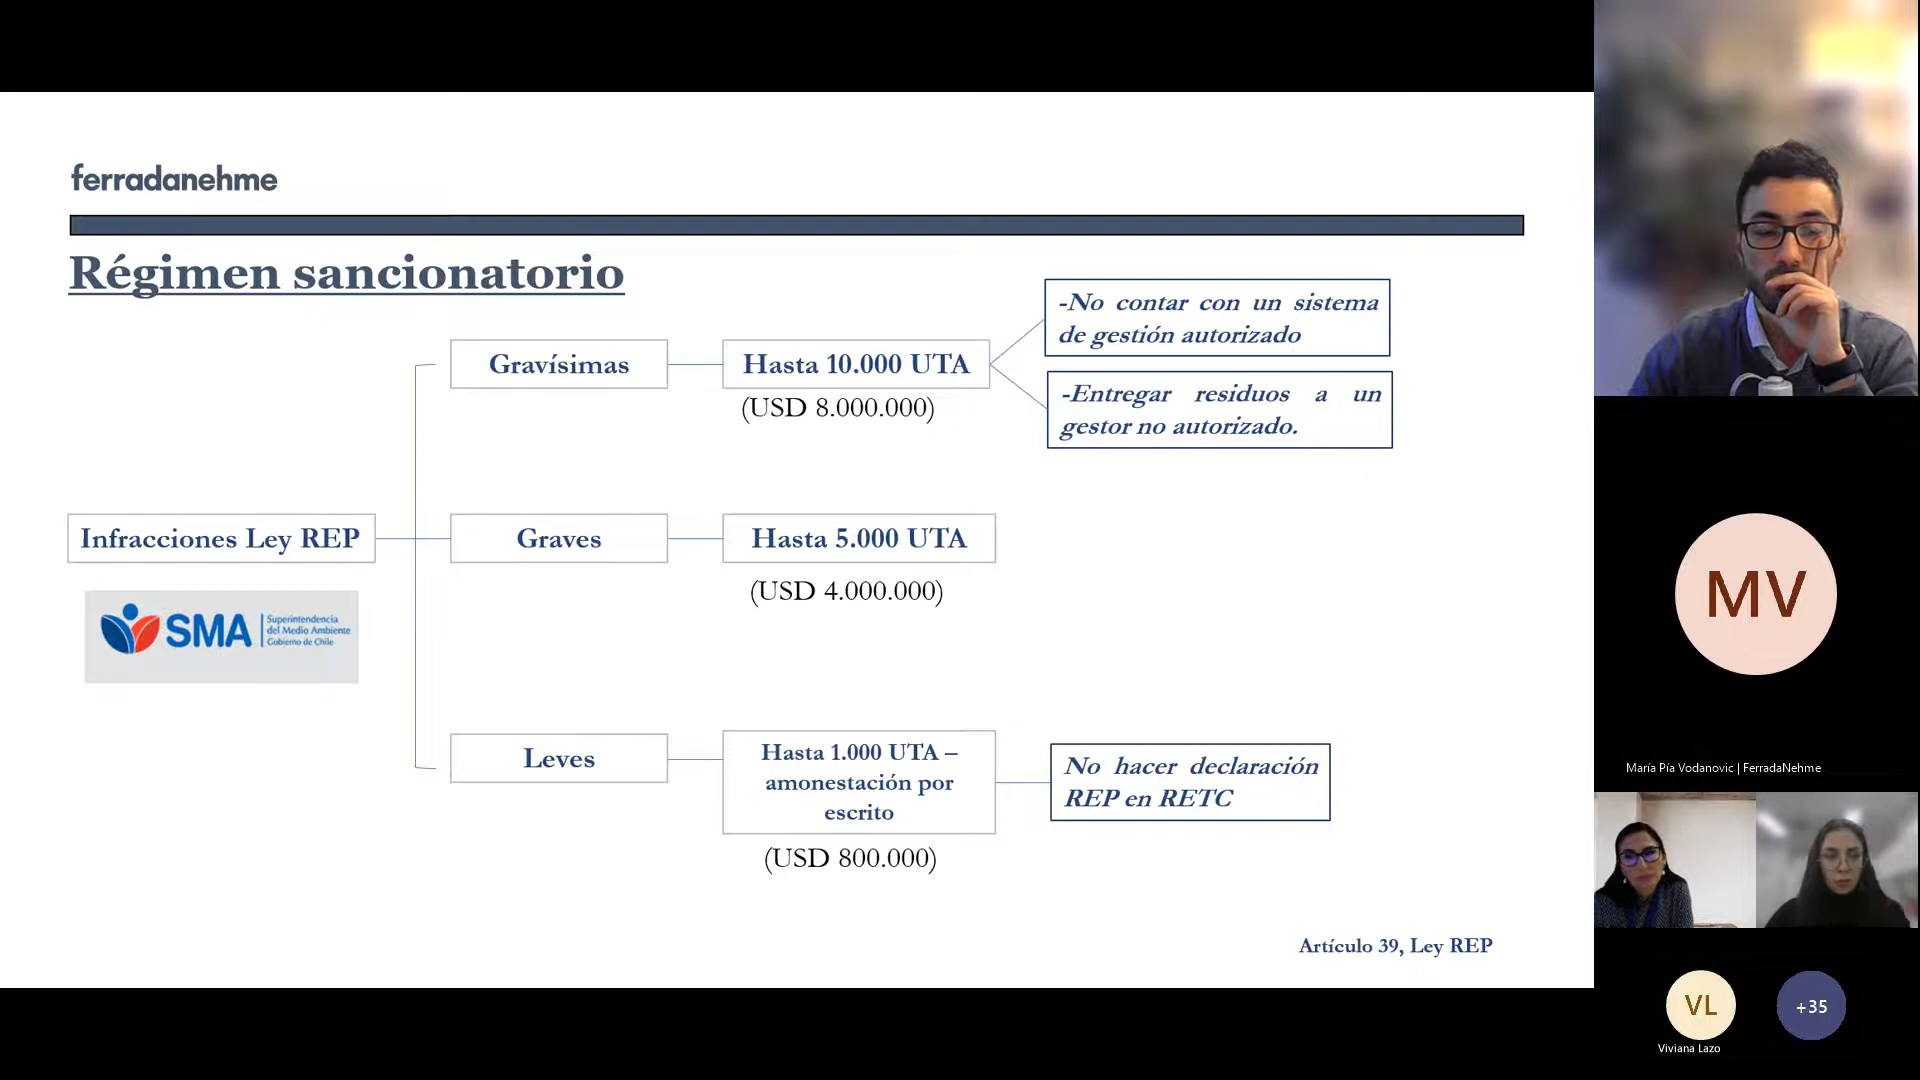 ferradanehme
Régimen sancionatorio
-No contar con un sistema
de gestión autorizado
Gravísimas
Hasta 10.000 UTA
(USD 8.000.000)
-Entregar residuos a un
gestor no autorizado.
Infracciones Ley REP
Graves
Hasta 5.000 UTA
(USD 4.000.000)
SMA
Superintendencia
del Medio Ambiente
Gobierno de Chile
Leves
Hasta 1.000 UTA –
amonestación por
escrito
(USD 800.000)
No hacer declaración
REP en RETC
Artículo 39, Ley REP
MV
María Pía Vodanovic | FerradaNehme
VL
Viviana Lazo
+35